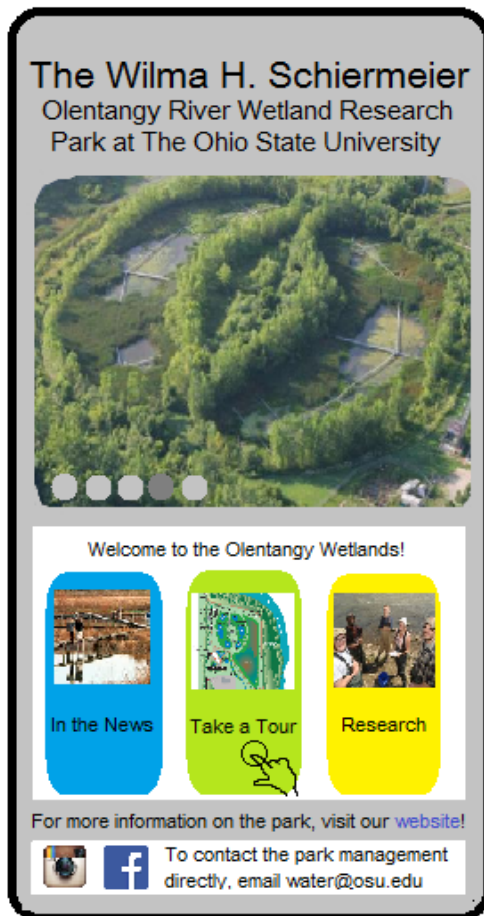 The Wilma H. Schiermeier
Olentangy River Wetland Research
Park at The Ohio State University
Welcome to the Olentangy Wetlands!
In the News
Take a Tour
Research
For more information on the park, visit our website!
To contact the park management
directly, email water@osu.edu